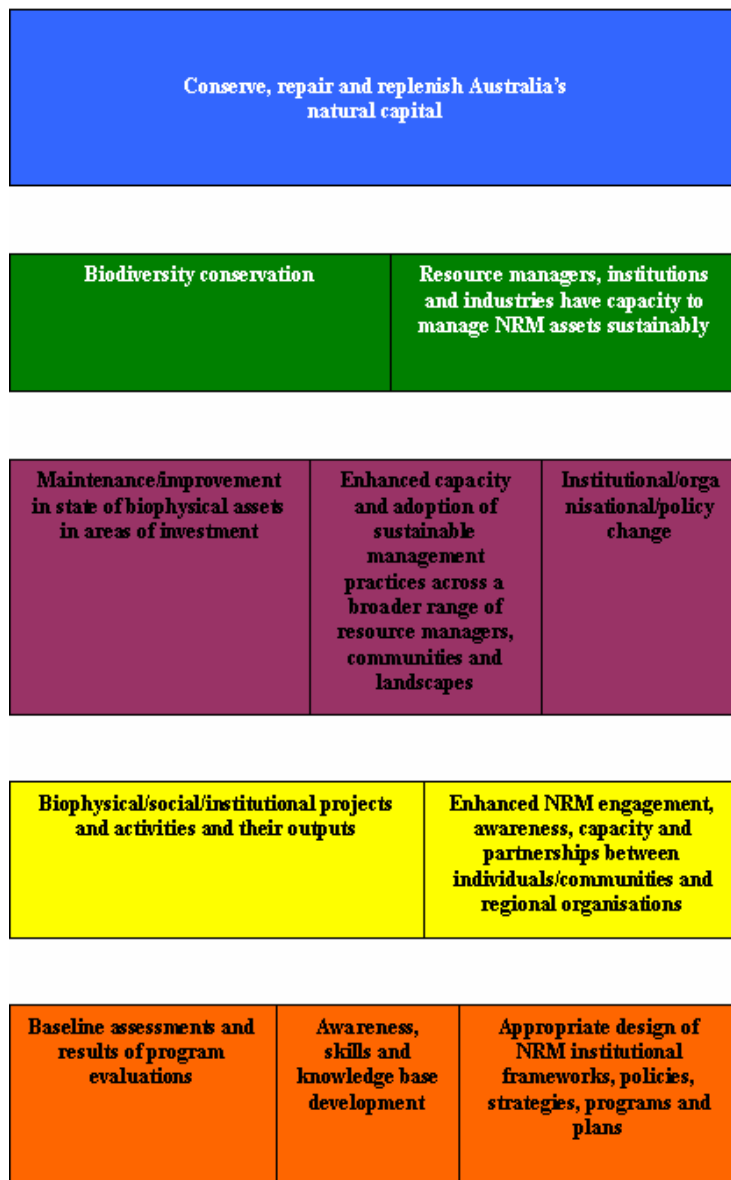 Conserve, repair and replenish Australia's
natural capital
Biodiversity conservation
Resource managers, institutions
and industries have capacity to
manage NRM assets sustainably
Maintenance/improvement
in state of biophysical assets
in areas of investment
Enhanced capacity
and adoption of
sustainable
management
practices across a
broader range of
resource managers,
communities and
landscapes
Institutional/orga
nisational/policy
change
Biophysical/social/institutional projects
and activities and their outputs
Enhanced NRM engagement,
awareness, capacity and
partnerships between
individuals/communities and
regional organisations
Baseline assessments and
results of program
evaluations
Awareness,
skills and
knowledge base
development
Appropriate design of
NRM institutional
frameworks, policies,
strategies, programs and
plans